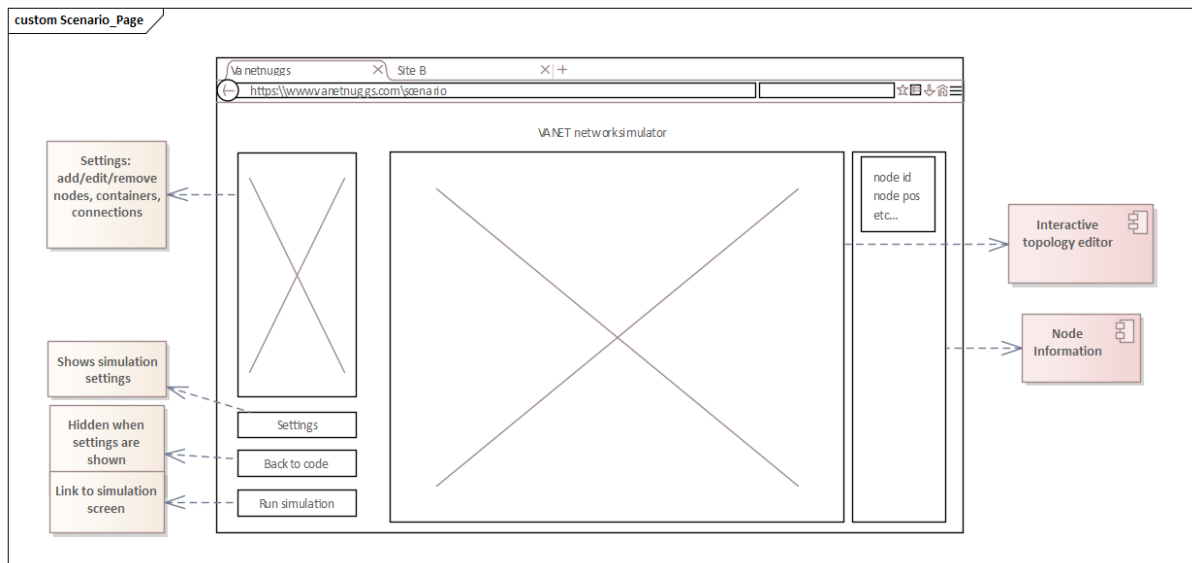 custom Scenario_Page
Vanetnuggs
Site B
https:\\www.vanetnuggs.com\scenario
VANET networksimulator
Settings:
add/edit/remove
nodes, containers,
connections
node id
node pos
etc...
Interactive
topology editor
Node
Information
Shows simulation
settings
Hidden when
settings are
shown
Link to simulation
screen
Settings
Back to code
Run simulation